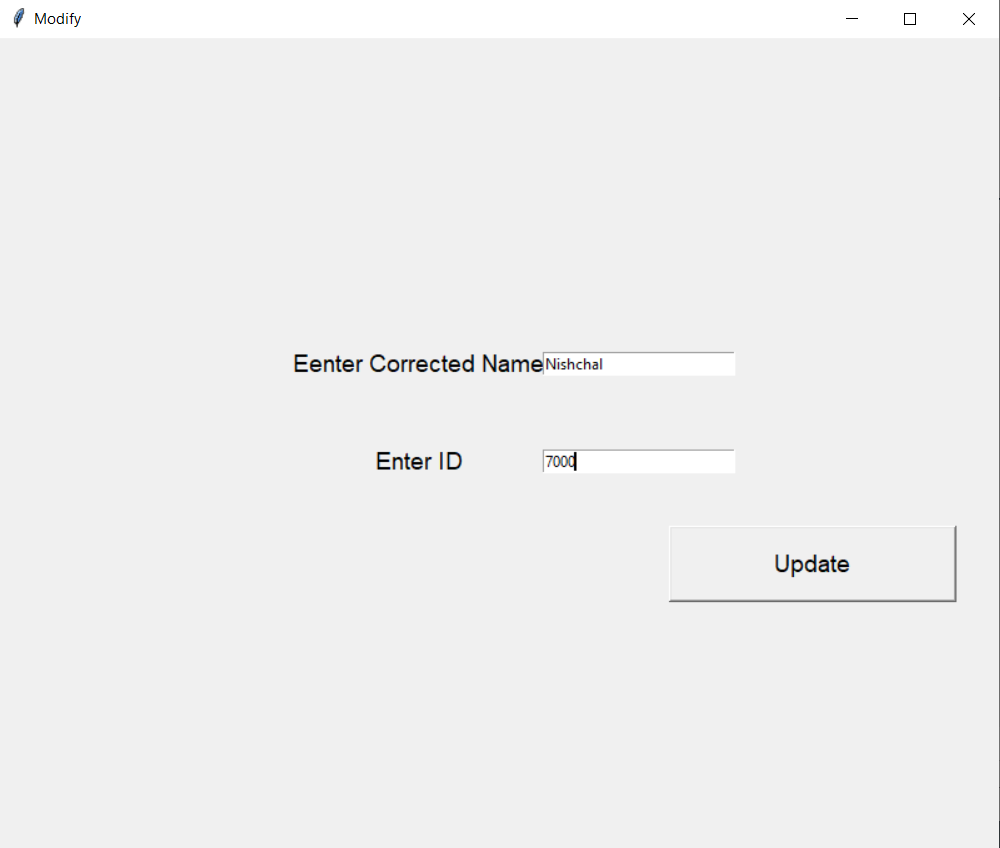 Modify
Eenter Corrected Name Nishchal
Enter ID 7000
Update